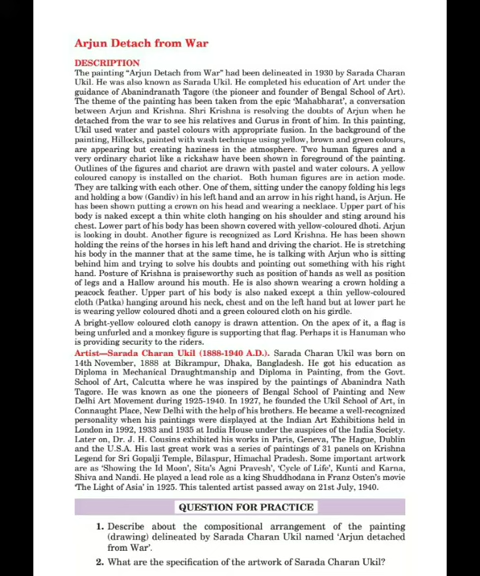 Arjun Detach from War
DESCRIPTION
The painting "Arjun Detach from War" had been delineated in 1930 by Sarada Charan
Ukil. He was also known as Sarada Ukil. He completed his education of Art under the
guidance of Abanindranath Tagore (the pioneer and founder of Bengal School of Art).
The theme of the painting has been taken from the epic 'Mahabharat', a conversation
between Arjun and Krishna. Shri Krishna is resolving the doubts of Arjun when he
detached from the war to see his relatives and Gurus in front of him. In this painting,
Ukil used water and pastel colours with appropriate fusion. In the background of the
painting, Hillocks, painted with wash technique using yellow, brown and green colours,
are appearing but creating haziness in the atmosphere. Two human figures and a
very ordinary chariot like a rickshaw have been shown in foreground of the painting.
Outlines of the figures and chariot are drawn with pastel and water colours. A yellow
coloured canopy is installed on the chariot. Both human figures are in action mode.
They are talking with each other. One of them, sitting under the canopy folding his legs
and holding a bow (Gandiv) in his left hand and an arrow in his right hand, is Arjun. He
has been shown putting a crown on his head and wearing a necklace. Upper part of his
body is naked except a thin white cloth hanging on his shoulder and sting around his
chest. Lower part of his body has been shown covered with yellow-coloured dhoti. Arjun
is looking in doubt. Another figure is recognized as Lord Krishna. He has been shown
holding the reins of the horses in his left hand and driving the chariot. He is stretching
his body in the manner that at the same time, he is talking with Arjun who is sitting
behind him and trying to solve his doubts and pointing out something with his right
hand. Posture of Krishna is praiseworthy such as position of hands as well as position
of legs and a Hallow around his mouth. He is also shown wearing a crown holding a
peacock feather. Upper part of his body is also naked except a thin yellow-coloured
cloth (Patka) hanging around his neck, chest and on the left hand but at lower part he
is wearing yellow coloured dhoti and a green coloured cloth on his girdle.
A bright-yellow coloured cloth canopy is drawn attention. On the apex of it, a flag is
being unfurled and a monkey figure is supporting that flag. Perhaps it is Hanuman who
is providing security to the riders.
Artist—Sarada Charan Ukil (1888-1940 A.D.). Sarada Charan Ukil was born on
14th November, 1888 at Bikrampur, Dhaka, Bangladesh. He got his education as
Diploma in Mechanical Draughtmanship and Diploma in Painting, from the Govt.
School of Art, Calcutta where he was inspired by the paintings of Abanindra Nath
Tagore. He was known as one the pioneers of Bengal School of Painting and New
Delhi Art Movement during 1925-1940. In 1927, he founded the Ukil School of Art, in
Connaught Place, New Delhi with the help of his brothers. He became a well-recognized
personality when his paintings were displayed at the Indian Art Exhibitions held in
London in 1992, 1933 and 1935 at India House under the auspices of the India Society.
Later on, Dr. J. H. Cousins exhibited his works in Paris, Geneva, The Hague, Dublin
and the U.S.A. His last great work was a series of paintings of 31 panels on Krishna
Legend for Sri Gopalji Temple, Bilaspur, Himachal Pradesh. Some important artwork
are as 'Showing the Id Moon', Sita's Agni Pravesh', 'Cycle of Life', Kunti and Karna,
Shiva and Nandi. He played a lead role as a king Shuddhodana in Franz Osten's movie
'The Light of Asia' in 1925. This talented artist passed away on 21st July, 1940.
QUESTION FOR PRACTICE
1. Describe about the compositional arrangement of the painting
(drawing) delineated by Sarada Charan Ukil named 'Arjun detached
from War'.
2. What are the specification of the artwork of Sarada Charan Ukil?